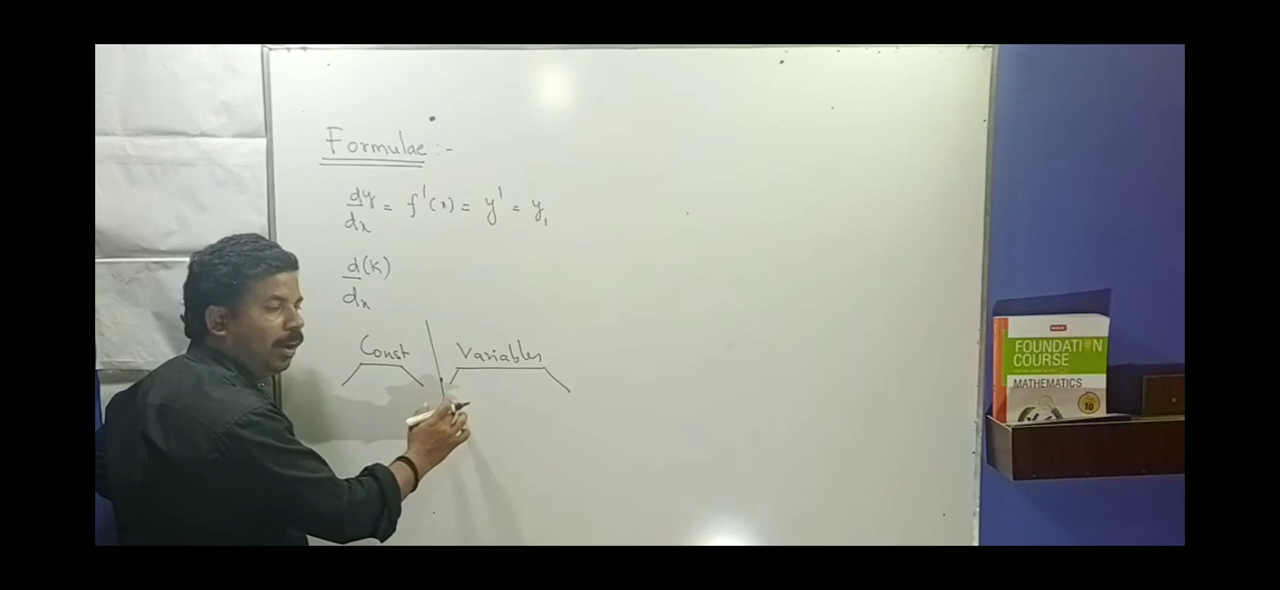 Formulae :-
dy/dx = f'(x) = y' = y₁
d(K)/dx
Const | Variables
FOUNDATION
COURSE
MATHEMATICS
10